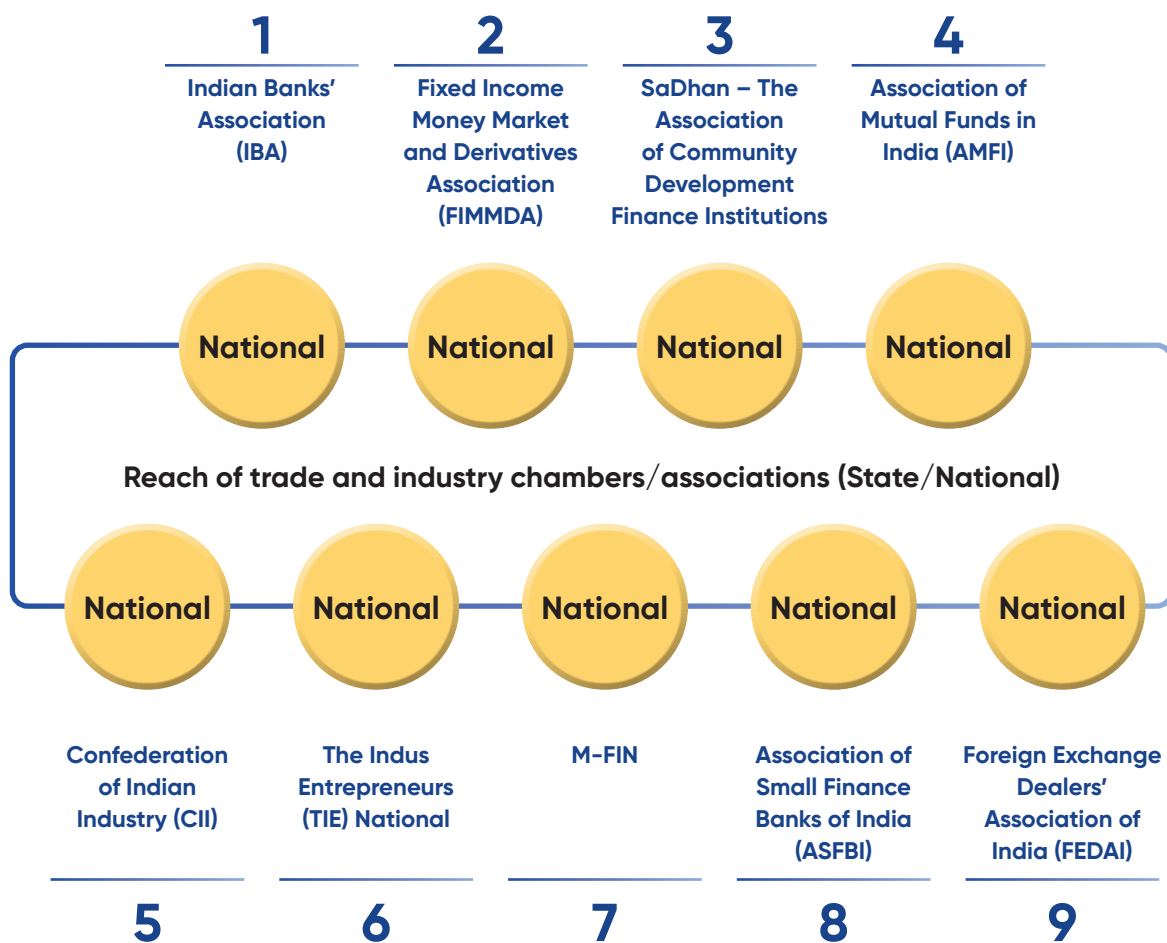 1
Indian Banks'
Association
(IBA)
2
Fixed Income
Money Market
and Derivatives
Association
(FIMMDA)
3
SaDhan – The
Association
of Community
Development
Finance Institutions
4
Association of
Mutual Funds in
India (AMFI)
National
National
National
National
Reach of trade and industry chambers/associations (State/National)
National
National
National
National
National
Confederation
of Indian
Industry (CII)
5
The Indus
Entrepreneurs
(TIE) National
6
M-FIN
7
Association of
Small Finance
Banks of India
(ASFBI)
8
Foreign Exchange
Dealers'
Association of
India (FEDAI)
9